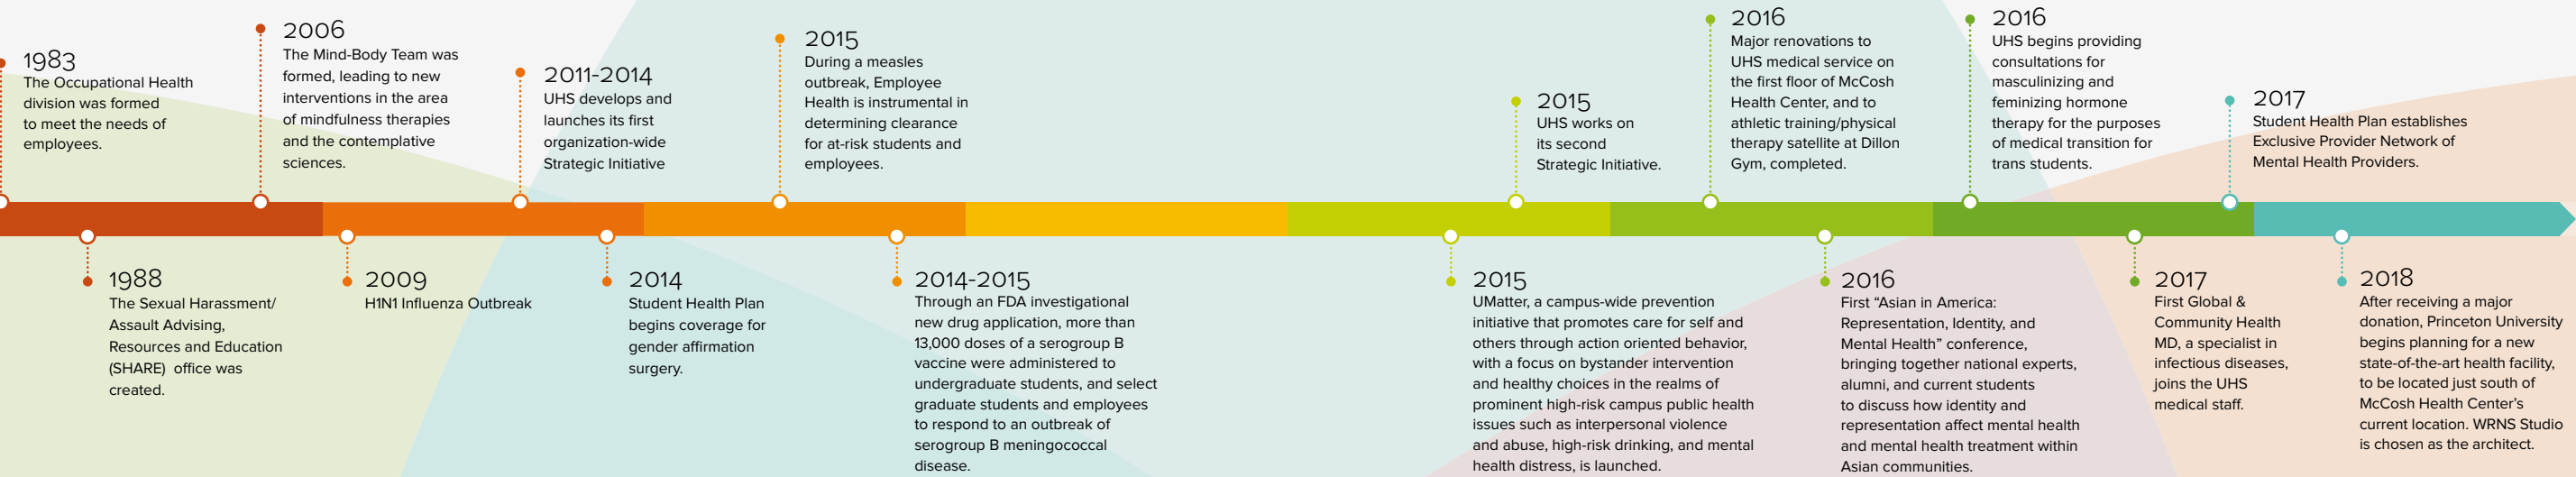 1983
The Occupational Health
division was formed
to meet the needs of
employees.
2006
The Mind-Body Team was
formed, leading to new
interventions in the area
of mindfulness therapies
and the contemplative
sciences.
2011-2014
UHS develops and
launches its first
organization-wide
Strategic Initiative
2015
During a measles
outbreak, Employee
Health is instrumental in
determining clearance
for at-risk students and
employees.
2015
UHS works on
its second
Strategic Initiative.
2016
Major renovations to
UHS medical service on
the first floor of McCosh
Health Center, and to
athletic training/physical
therapy satellite at Dillon
Gym, completed.
2016
UHS begins providing
consultations for
masculinizing and
feminizing hormone
therapy for the purposes
of medical transition for
trans students.
2017
Student Health Plan establishes
Exclusive Provider Network of
Mental Health Providers.
1988
The Sexual Harassment/
Assault Advising,
Resources and Education
(SHARE) office was
created.
2009
H1N1 Influenza Outbreak
2014
Student Health Plan
begins coverage for
gender affirmation
surgery.
2014-2015
Through an FDA investigational
new drug application, more than
13,000 doses of a serogroup B
vaccine were administered to
undergraduate students, and select
graduate students and employees
to respond to an outbreak of
serogroup B meningococcal
disease.
2015
UMatter, a campus-wide prevention
initiative that promotes care for self and
others through action oriented behavior,
with a focus on bystander intervention
and healthy choices in the realms of
prominent high-risk campus public health
issues such as interpersonal violence
and abuse, high-risk drinking, and mental
health distress, is launched.
2016
First “Asian in America:
Representation, Identity, and
Mental Health” conference,
bringing together national experts,
alumni, and current students
to discuss how identity and
representation affect mental health
and mental health treatment within
Asian communities.
2017
First Global &
Community Health
MD, a specialist in
infectious diseases,
joins the UHS
medical staff.
2018
After receiving a major
donation, Princeton University
begins planning for a new
state-of-the-art health facility,
to be located just south of
McCosh Health Center’s
current location. WRNS Studio
is chosen as the architect.